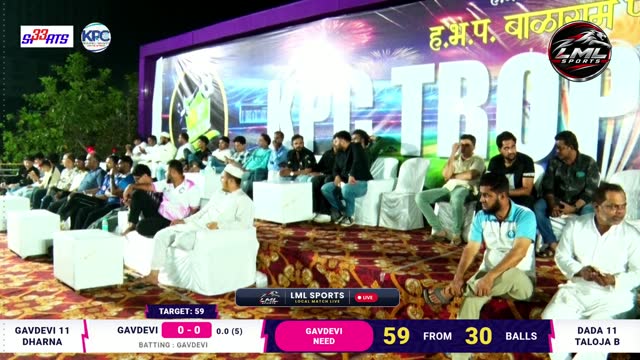 S33RTS
KPC
ह.भ.प. बाळाराम
LML
SPORTS
KPC TROP
LML SPORTS
LOCAL MATCH LIVE
LIVE
TARGET: 59
GAVDEVI 11
DHARNA
GAVDEVI 0 - 0 0.0 (5)
BATTING : GAVDEVI
GAVDEVI
NEED
59 FROM 30 BALLS
DADA 11
TALOJA B